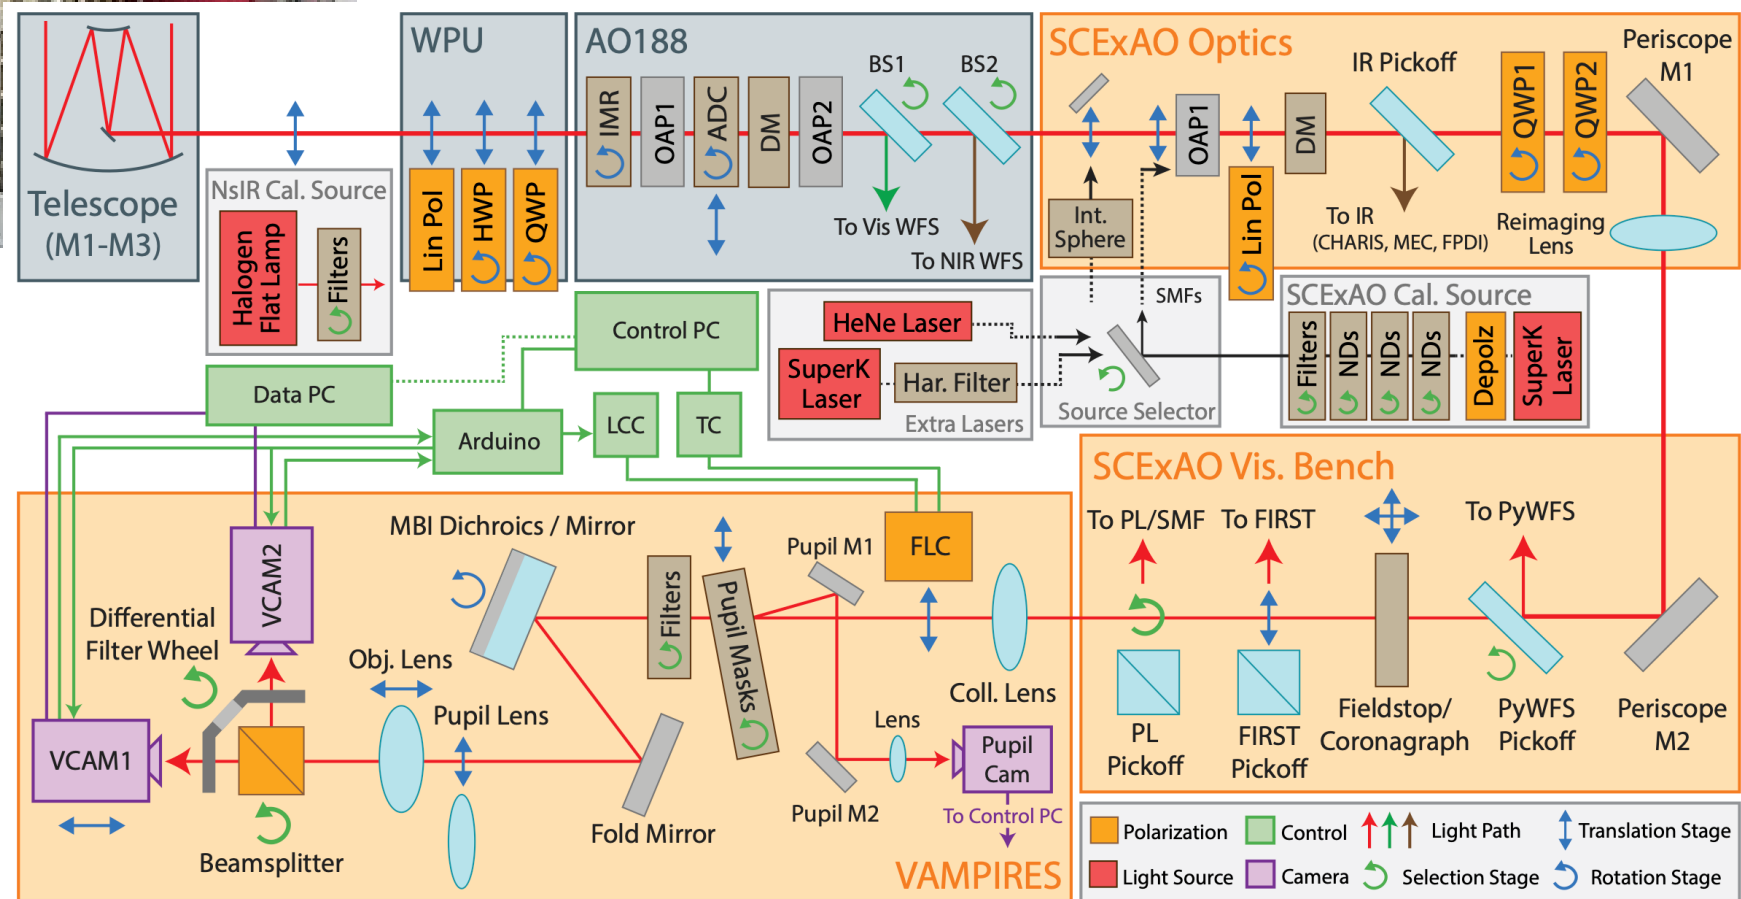 Telescope
(M1-M3)
NsIR Cal. Source
Halogen
Flat Lamp
Filters
WPU
Lin Pol
HWP
QWP
AO188
IMR
OAP1
ADC
DM
OAP2
BS1
BS2
To Vis WFS
To NIR WFS
SCExAO Optics
Int.
Sphere
OAP1
Lin Pol
DM
IR Pickoff
To IR
(CHARIS, MEC, FPDI)
QWP1
QWP2
Periscope
M1
Reimaging
Lens
Control PC
Data PC
Arduino
LCC
TC
HeNe Laser
SuperK
Laser
Har. Filter
Extra Lasers
SMFs
Source Selector
SCExAO Cal. Source
Filters
NDs
NDs
NDs
Depolz
SuperK
Laser
SCExAO Vis. Bench
To PL/SMF
To FIRST
To PyWFS
PL
Pickoff
FIRST
Pickoff
Fieldstop/
Coronagraph
PyWFS
Pickoff
Periscope
M2
MBI Dichroics / Mirror
VCAM2
Differential
Filter Wheel
VCAM1
Obj. Lens
Pupil Lens
Beamsplitter
Filters
Pupil Masks
Pupil M1
FLC
Coll. Lens
Lens
Pupil
Cam
To Control PC
Pupil M2
Fold Mirror
VAMPIRES
Polarization
Control
Light Path
Translation Stage
Light Source
Camera
Selection Stage
Rotation Stage